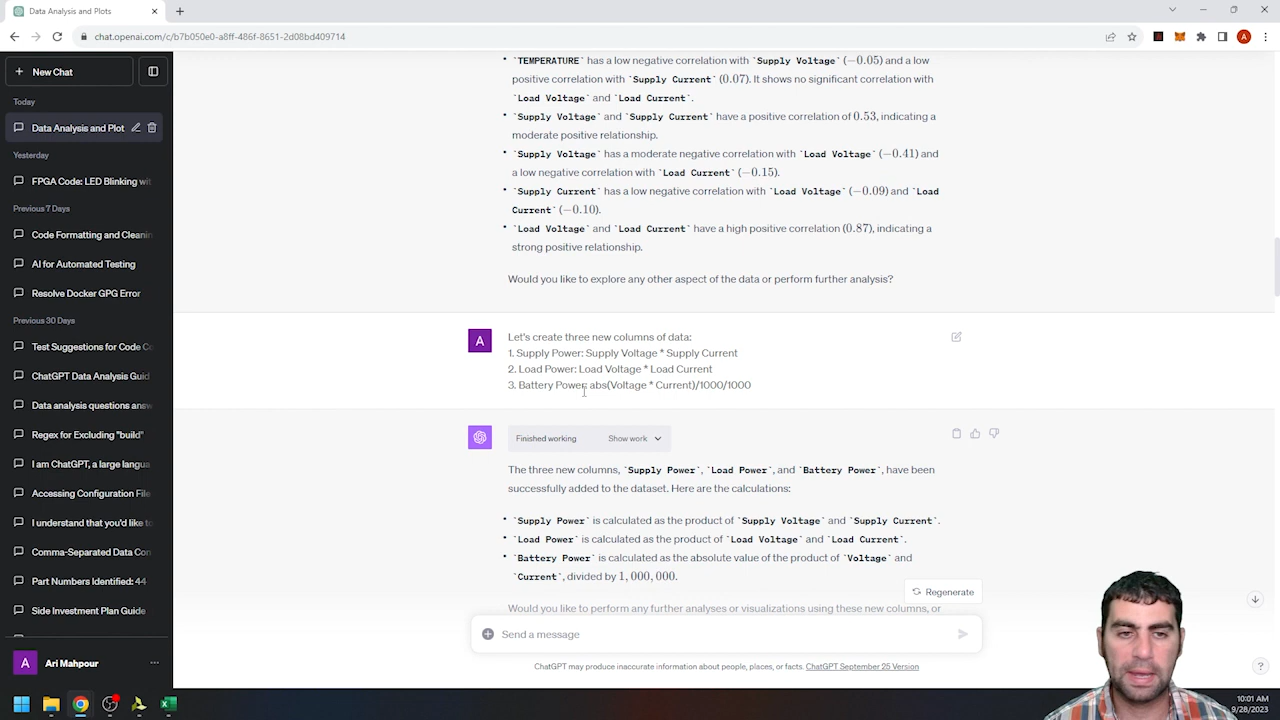 Data Analysis and Plots
chat.openai.com/c/b7b050e0-a8ff-486f-8651-2d08bd409714
A
New Chat
Today
Data Analysis and Plot
Yesterday
FPGA Code: LED Blinking wit
Previous 7 Days
Code Formatting and Cleanin
AI for Automated Testing
Resolve Docker GPG Error
Previous 30 Days
Test Suggestions for Code C
ChatGPT Data Analysis Guid
Data analysis questions answ
Regex for Excluding "build"
I am ChatGPT, a large langua
Accessing Configuration File
I understand that you'd like to
Comma-Separated Data Con
Part Numbers Identified: 44
Side Investment Plan Guide
Ari Mahpour
`TEMPERATURE` has a low negative correlation with `Supply Voltage` (−0.05) and a low
positive correlation with `Supply Current` (0.07). It shows no significant correlation with
`Load Voltage` and `Load Current`.
`Supply Voltage` and `Supply Current` have a positive correlation of 0.53, indicating a
moderate positive relationship.
`Supply Voltage` has a moderate negative correlation with `Load Voltage` (−0.41) and
a low negative correlation with `Load Current` (−0.15).
`Supply Current` has a low negative correlation with `Load Voltage` (−0.09) and `Load
Current` (−0.10).
`Load Voltage` and `Load Current` have a high positive correlation (0.87), indicating a
strong positive relationship.
Would you like to explore any other aspect of the data or perform further analysis?
A
Let's create three new columns of data:
1. Supply Power: Supply Voltage * Supply Current
2. Load Power: Load Voltage * Load Current
3. Battery Power: abs(Voltage * Current)/1000/1000
Finished working Show work
The three new columns, `Supply Power`, `Load Power`, and `Battery Power`, have been
successfully added to the dataset. Here are the calculations:
`Supply Power` is calculated as the product of `Supply Voltage` and `Supply Current`.
`Load Power` is calculated as the product of `Load Voltage` and `Load Current`.
`Battery Power` is calculated as the absolute value of the product of `Voltage` and
`Current`, divided by 1,000,000.
Regenerate
Would you like to perform any further analyses or visualizations using these new columns, or
Send a message
ChatGPT may produce inaccurate information about people, places, or facts. ChatGPT September 25 Version
?
10:01 AM
9/28/2023